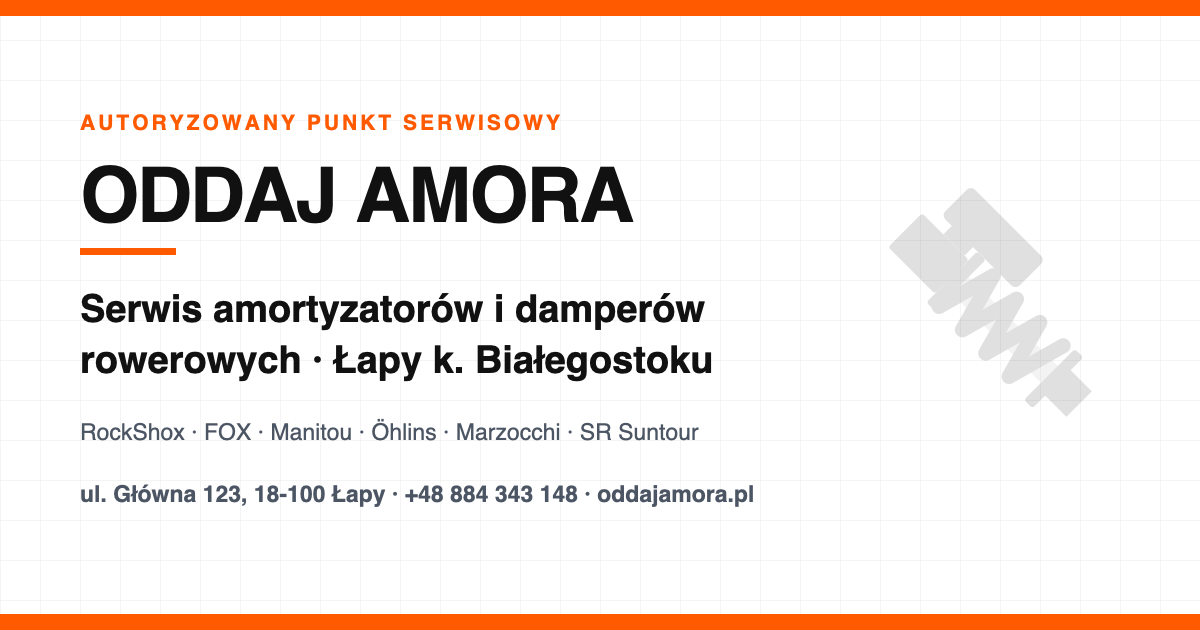 AUTORYZOWANY PUNKT SERWISOWY
ODDAJ AMORA
Serwis amortyzatorów i damperów
rowerowych · Łapy k. Białegostoku
RockShox · FOX · Manitou · Öhlins · Marzocchi · SR Suntour
ul. Główna 123, 18-100 Łapy · +48 884 343 148 · oddajamora.pl